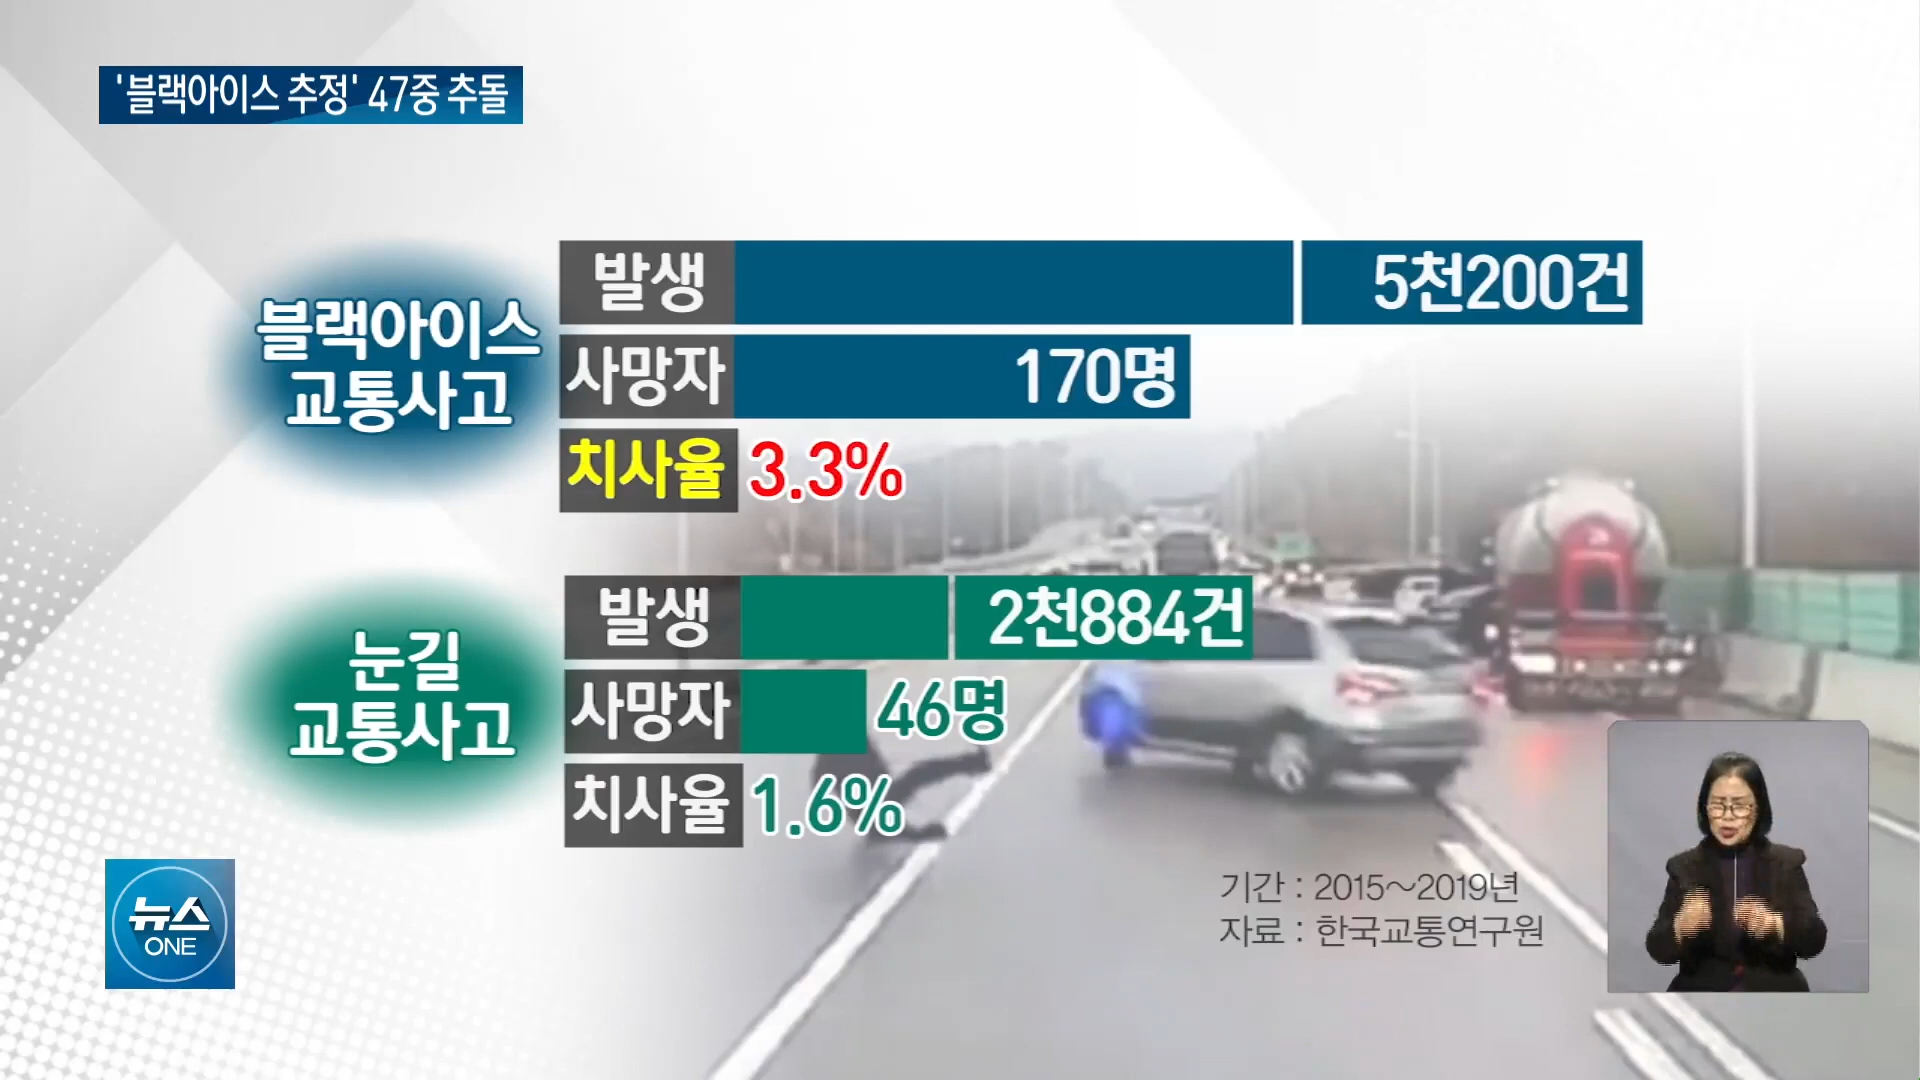 '블랙아이스 추정' 47중 추돌
블랙아이스
교통사고
발생 5천200건
사망자 170명
치사율 3.3%
눈길
교통사고
발생 2천884건
사망자 46명
치사율 1.6%
기간 : 2015~2019년
자료 : 한국교통연구원
뉴스
ONE